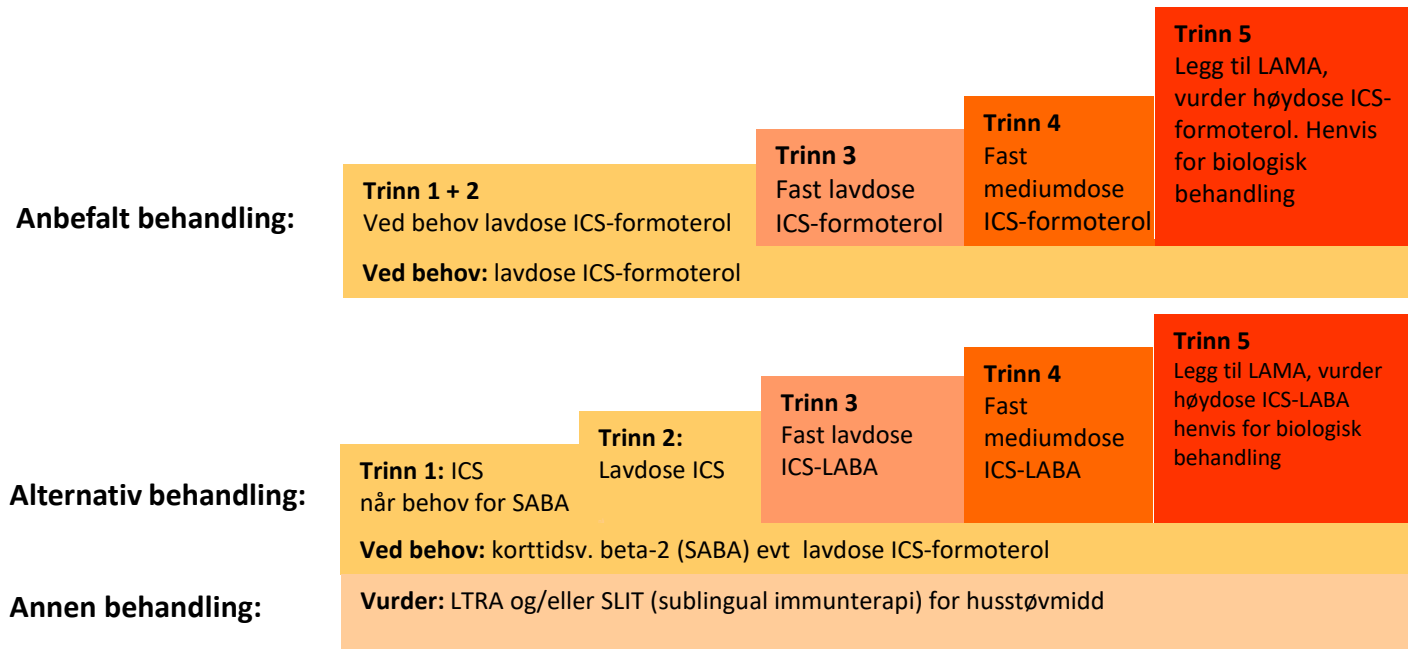 Anbefalt behandling:
Trinn 1 + 2
Ved behov lavdose ICS-formoterol
Trinn 3
Fast lavdose
ICS-formoterol
Trinn 4
Fast
mediumdose
ICS-formoterol
Trinn 5
Legg til LAMA,
vurder høydose ICS-
formoterol. Henvis
for biologisk
behandling
Ved behov: lavdose ICS-formoterol
Alternativ behandling:
Trinn 1: ICS
når behov for SABA
Trinn 2:
Lavdose ICS
Trinn 3
Fast lavdose
ICS-LABA
Trinn 4
Fast
mediumdose
ICS-LABA
Trinn 5
Legg til LAMA, vurder
høydose ICS-LABA
henvis for biologisk
behandling
Ved behov: korttidsv. beta-2 (SABA) evt lavdose ICS-formoterol
Annen behandling:
Vurder: LTRA og/eller SLIT (sublingual immunterapi) for husstøvmidd